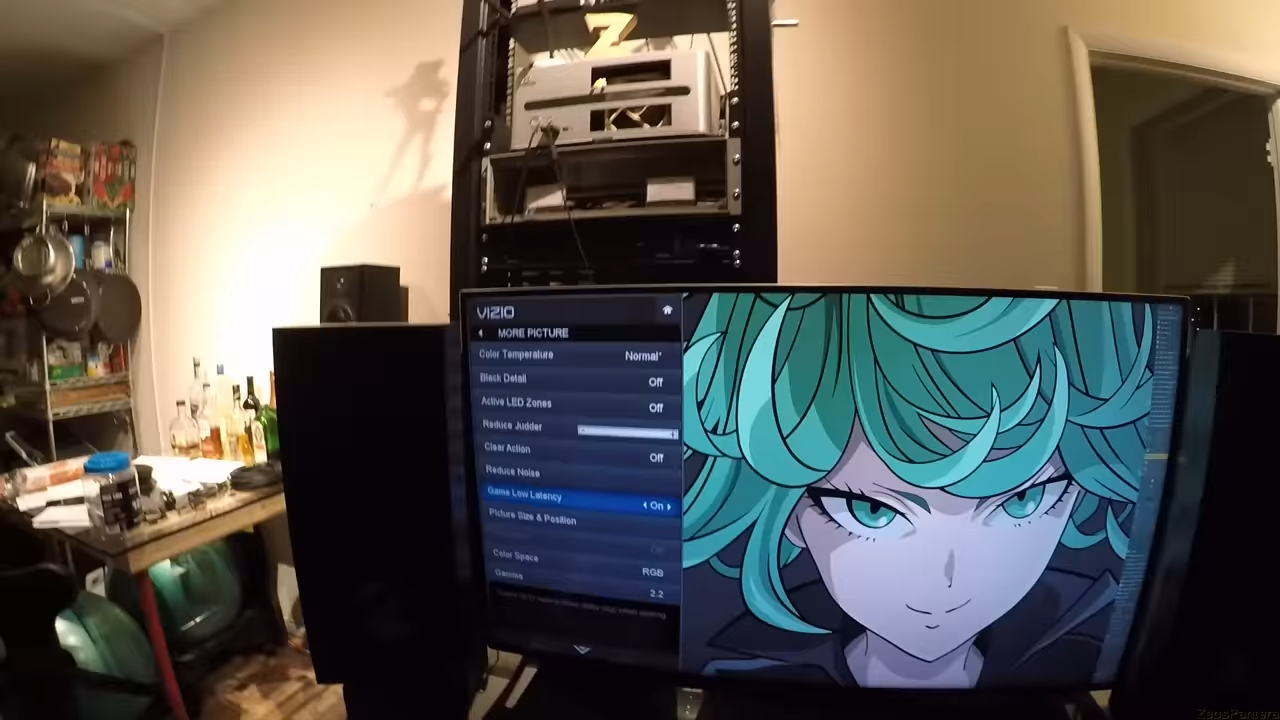 Z
VIZIO
MORE PICTURE
Color Temperature Normal*
Black Detail Off
Active LED Zones Off
Reduce Judder
Clear Action Off
Reduce Noise
Game Low Latency On
Picture Size & Position
Color Space RGB
Gamma 2.2
ZeusPantera